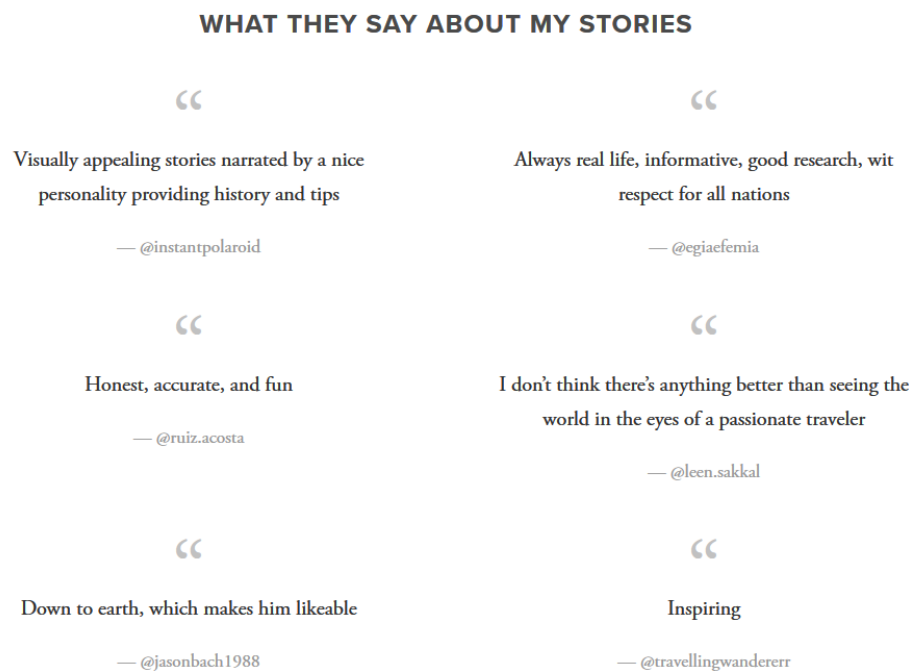 WHAT THEY SAY ABOUT MY STORIES
“
Visually appealing stories narrated by a nice
personality providing history and tips
— @instantpolaroid
“
Always real life, informative, good research, wit
respect for all nations
— @egiaefemia
“
Honest, accurate, and fun
— @ruiz.acosta
“
I don’t think there’s anything better than seeing the
world in the eyes of a passionate traveler
— @leen.sakkal
“
Down to earth, which makes him likeable
— @jasonbach1988
“
Inspiring
— @travellingwandererr